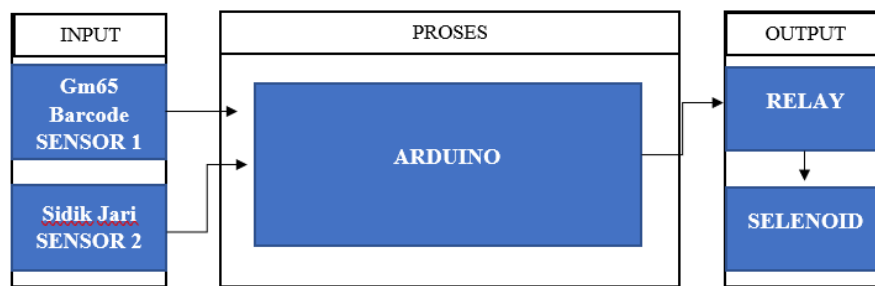 INPUT
Gm65
Barcode
SENSOR 1
Sidik Jari
SENSOR 2
PROSES
ARDUINO
OUTPUT
RELAY
SELENOID